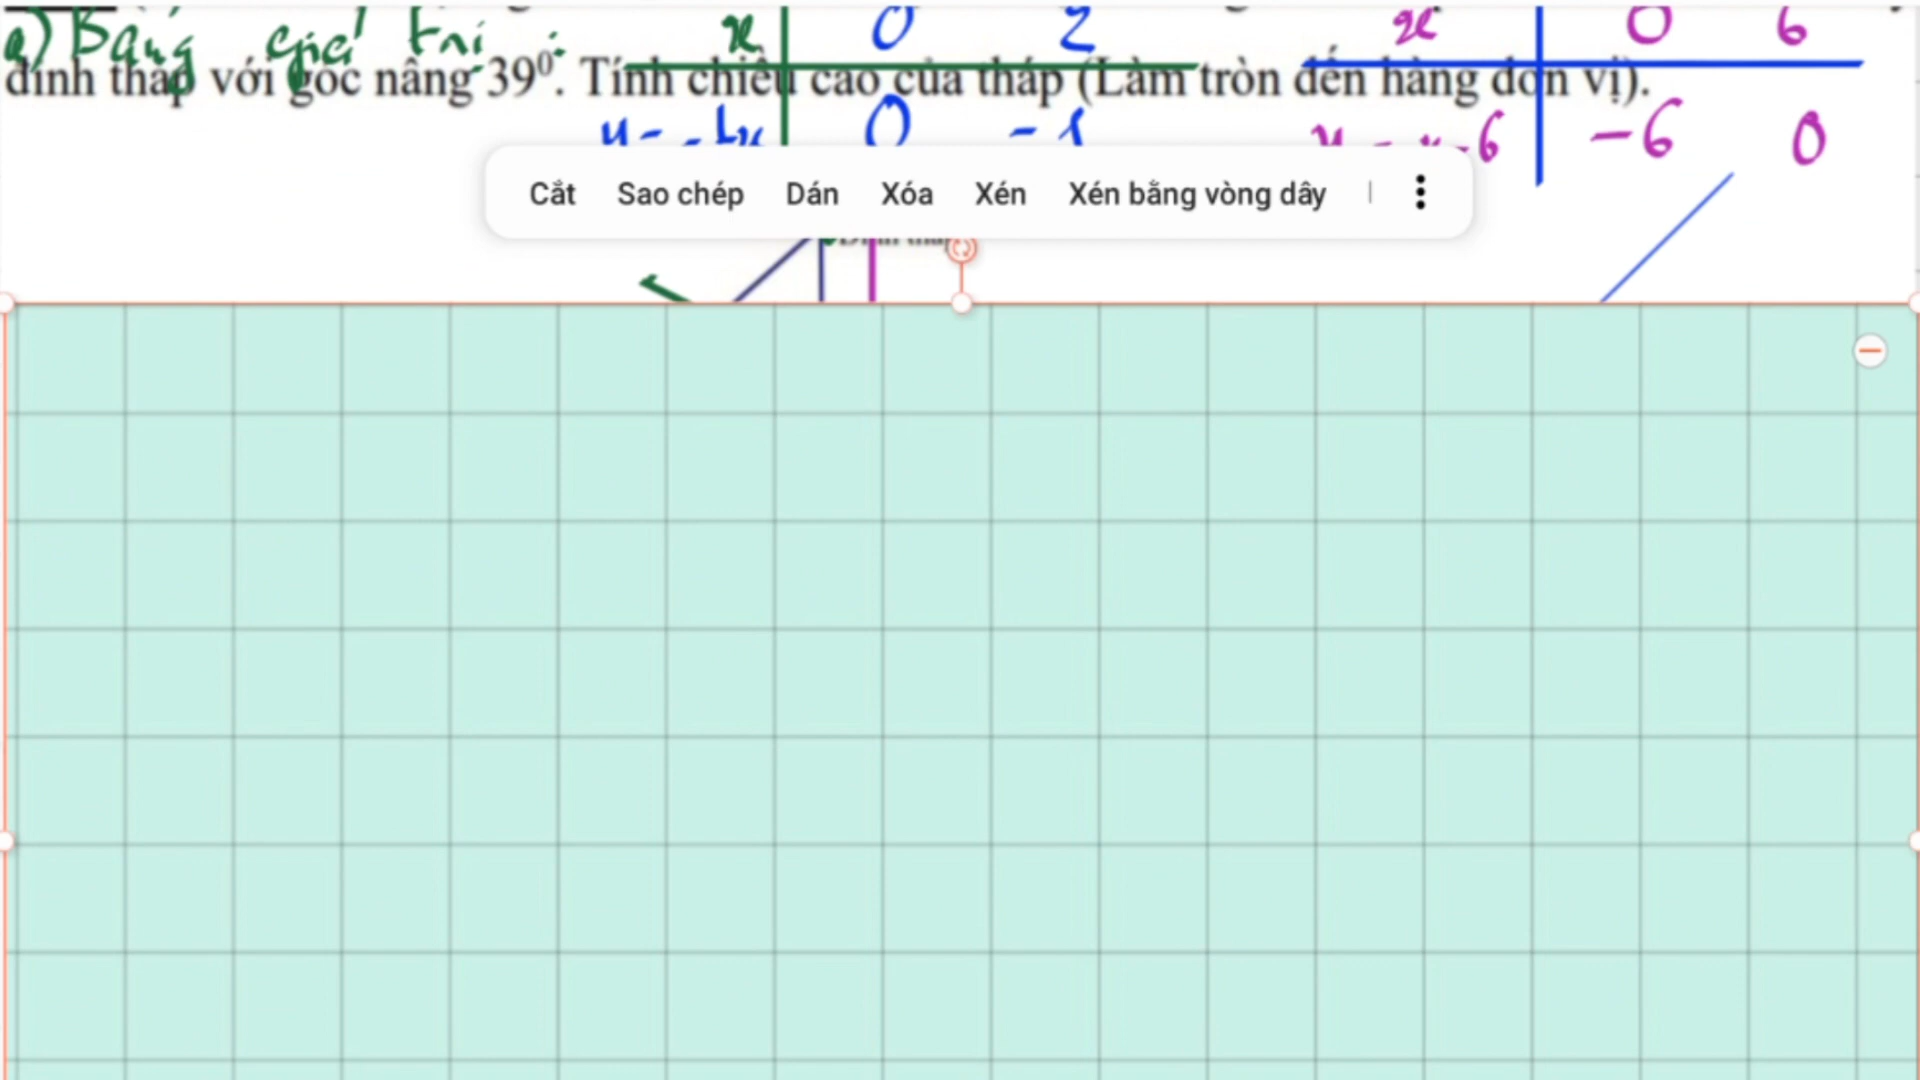 a) Bảng giá trị :
x 0 2
x 0 6
đỉnh tháp với góc nâng 39⁰. Tính chiều cao của tháp (Làm tròn đến hàng đơn vị).
0 -1
-6 -6 0
Cắt Sao chép Dán Xóa Xén Xén bằng vòng dây